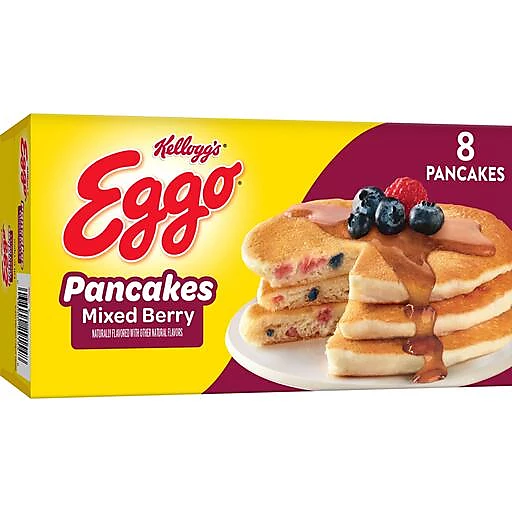 Kellogg's
Eggo
Pancakes
Mixed Berry
NATURALLY FLAVORED WITH OTHER NATURAL FLAVORS
8
PANCAKES